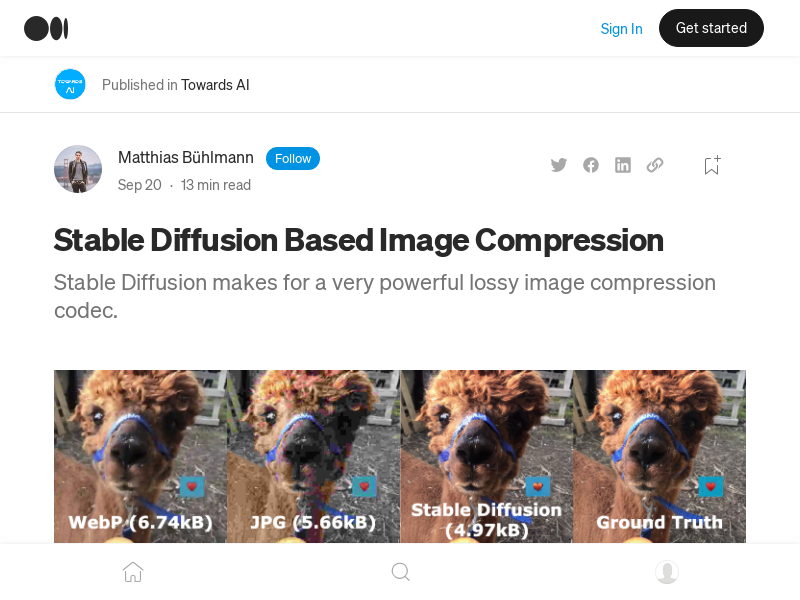 Sign In
Get started
TOWARDS
AI
Published in Towards AI
Matthias Bühlmann
Follow
Sep 20 · 13 min read
Stable Diffusion Based Image Compression
Stable Diffusion makes for a very powerful lossy image compression
codec.
WebP (6.74kB)
JPG (5.66kB)
Stable Diffusion
(4.97kB)
Ground Truth